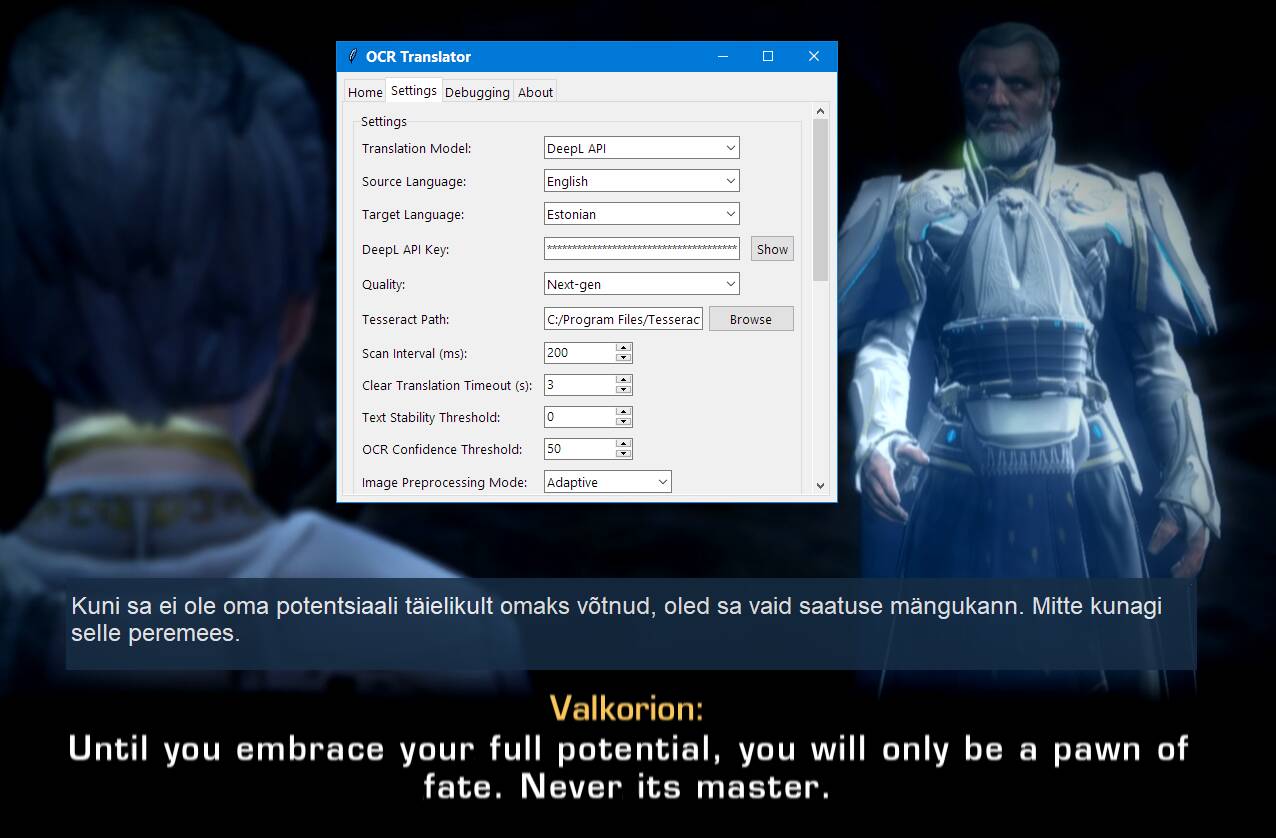 OCR Translator
Home Settings Debugging About
Settings
Translation Model: DeepL API
Source Language: English
Target Language: Estonian
DeepL API Key: **************************************** Show
Quality: Next-gen
Tesseract Path: C:/Program Files/Tesserac Browse
Scan Interval (ms): 200
Clear Translation Timeout (s): 3
Text Stability Threshold: 0
OCR Confidence Threshold: 50
Image Preprocessing Mode: Adaptive
Kuni sa ei ole oma potentsiaali täielikult omaks võtnud, oled sa vaid saatuse mängukann. Mitte kunagi
selle peremees.
Valkorion:
Until you embrace your full potential, you will only be a pawn of
fate. Never its master.